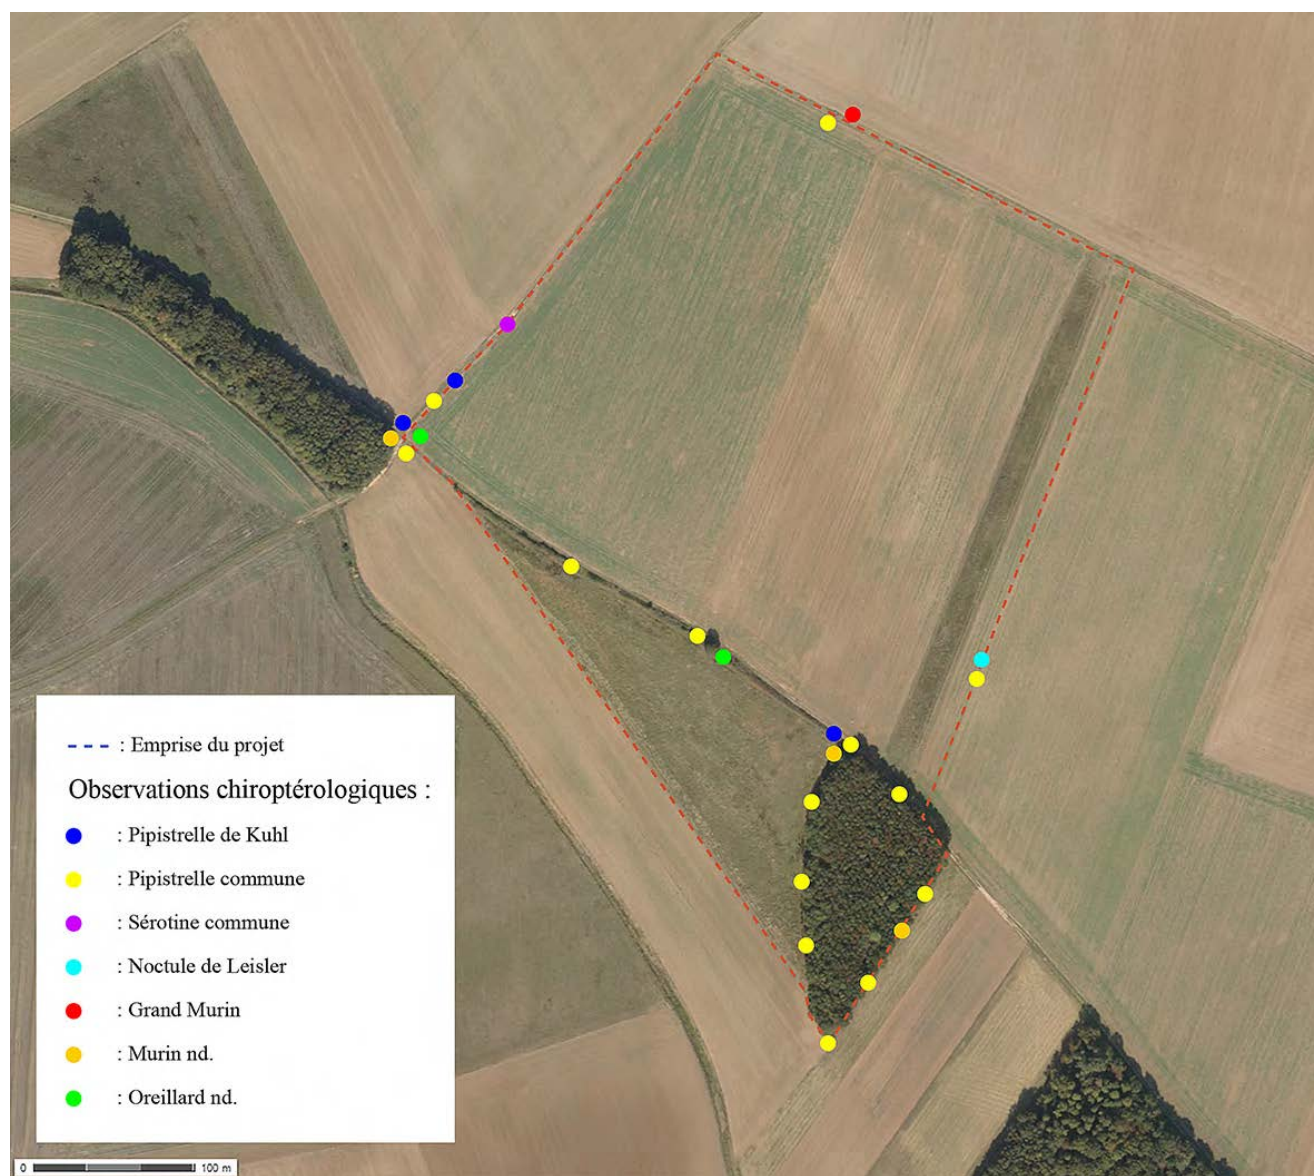 : Emprise du projet
Observations chiroptérologiques :
: Pipistrelle de Kuhl
: Pipistrelle commune
: Sérotine commune
: Noctule de Leisler
: Grand Murin
: Murin nd.
: Oreillard nd.
0 100 m